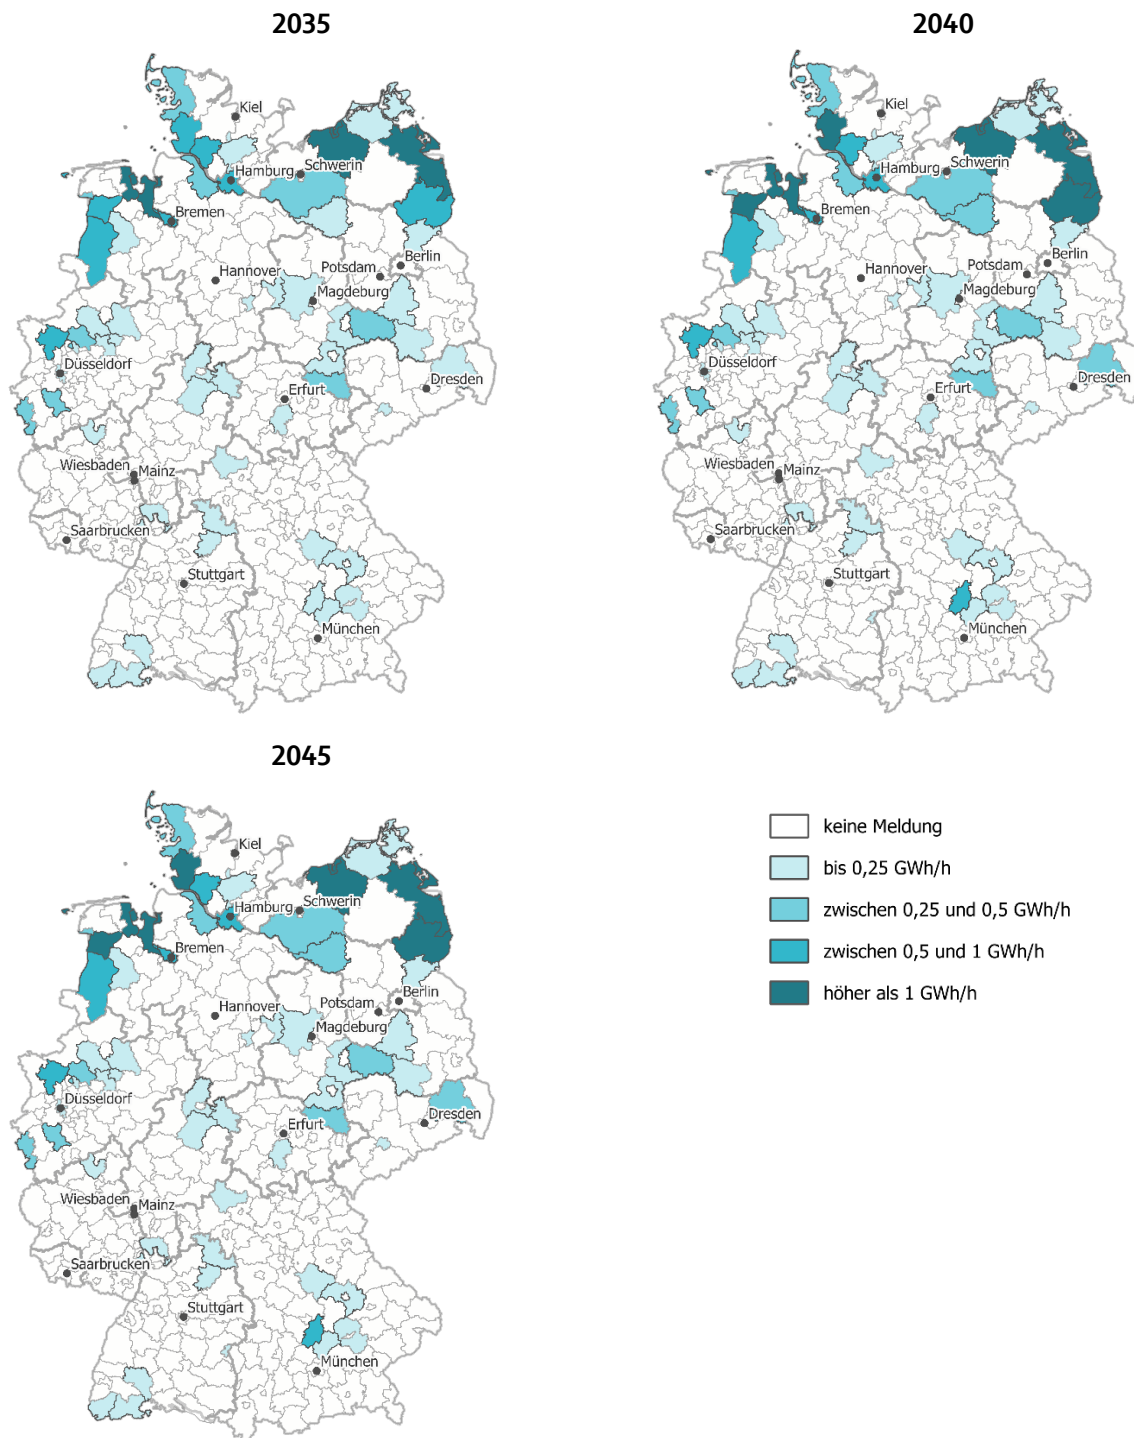 2035
2040
Kiel
Hamburg
Schwerin
Bremen
Hannover
Potsdam
Berlin
Magdeburg
Düsseldorf
Erfurt
Dresden
Wiesbaden
Mainz
Saarbrucken
Stuttgart
München
Kiel
Hamburg
Schwerin
Bremen
Hannover
Potsdam
Berlin
Magdeburg
Düsseldorf
Erfurt
Dresden
Wiesbaden
Mainz
Saarbrucken
Stuttgart
München
2045
Kiel
Hamburg
Schwerin
Bremen
Hannover
Potsdam
Berlin
Magdeburg
Düsseldorf
Erfurt
Dresden
Wiesbaden
Mainz
Saarbrucken
Stuttgart
München
keine Meldung
bis 0,25 GWh/h
zwischen 0,25 und 0,5 GWh/h
zwischen 0,5 und 1 GWh/h
höher als 1 GWh/h